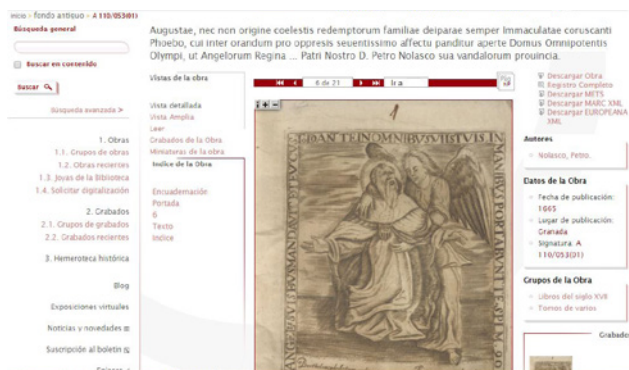 inicio > fondo antiguo > A 110/053(01)
Búsqueda general
Buscar en contenido
Buscar
Búsqueda avanzada >
1. Obras
1.1. Grupos de obras
1.2. Obras recientes
1.3. Joyas de la Biblioteca
1.4. Solicitar digitalización
2. Grabados
2.1. Grupos de grabados
2.2. Grabados recientes
3. Hemeroteca histórica
Blog
Exposiciones virtuales
Noticias y novedades
Suscripción al boletín
Augustae, nec non origine coelestis redemptorum familiae deiparae semper Immaculatae coruscanti
Phoebo, cui inter orandum pro oppresis seuentissimo affectu panditur aperte Domus Omnipotentis
Olympi, ut Angelorum Regina ... Patri Nostro D. Petro Nolasco sua vandalorum prouincia.
Vistas de la obra
Vista detallada
Vista Amplia
Leer
Grabados de la Obra
Miniaturas de la obra
Indice de la Obra
Encuadernación
Portada
6
Texto
Indice
6 de 21
Ir a
1
Descargar Obra
Registro Completo
Descargar METS
Descargar MARC XML
Descargar EUROPEANA
XML
Autores
Nolasco, Petro.
Datos de la Obra
Fecha de publicación:
1665
Lugar de publicación:
Granada
Signatura: A
110/053(01)
Grupos de la Obra
Libros del siglo XVII
Tomos de varios
Grabados